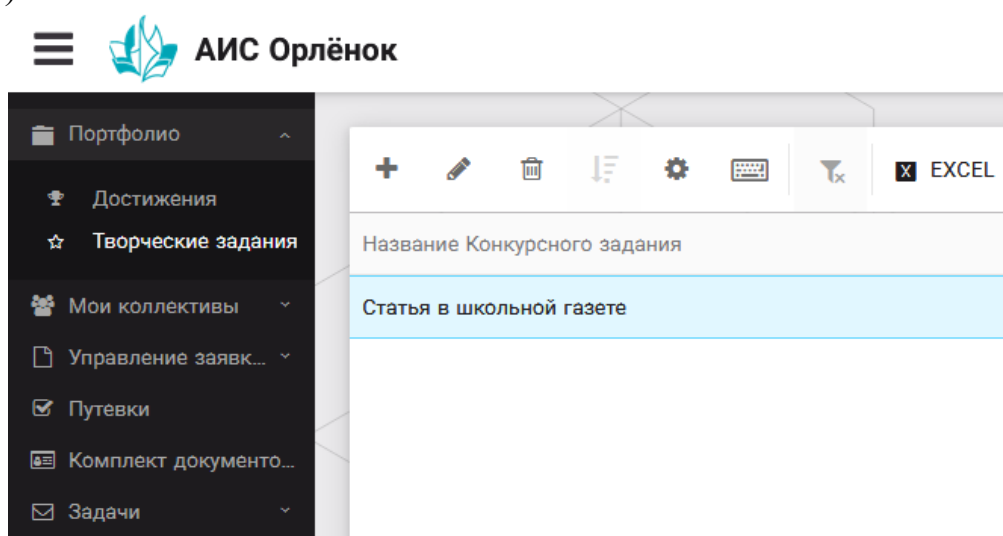 АИС Орлёнок
Портфолио
Достижения
Творческие задания
Мои коллективы
Управление заявк...
Путевки
Комплект документо...
Задачи
X EXCEL
Название Конкурсного задания
Статья в школьной газете